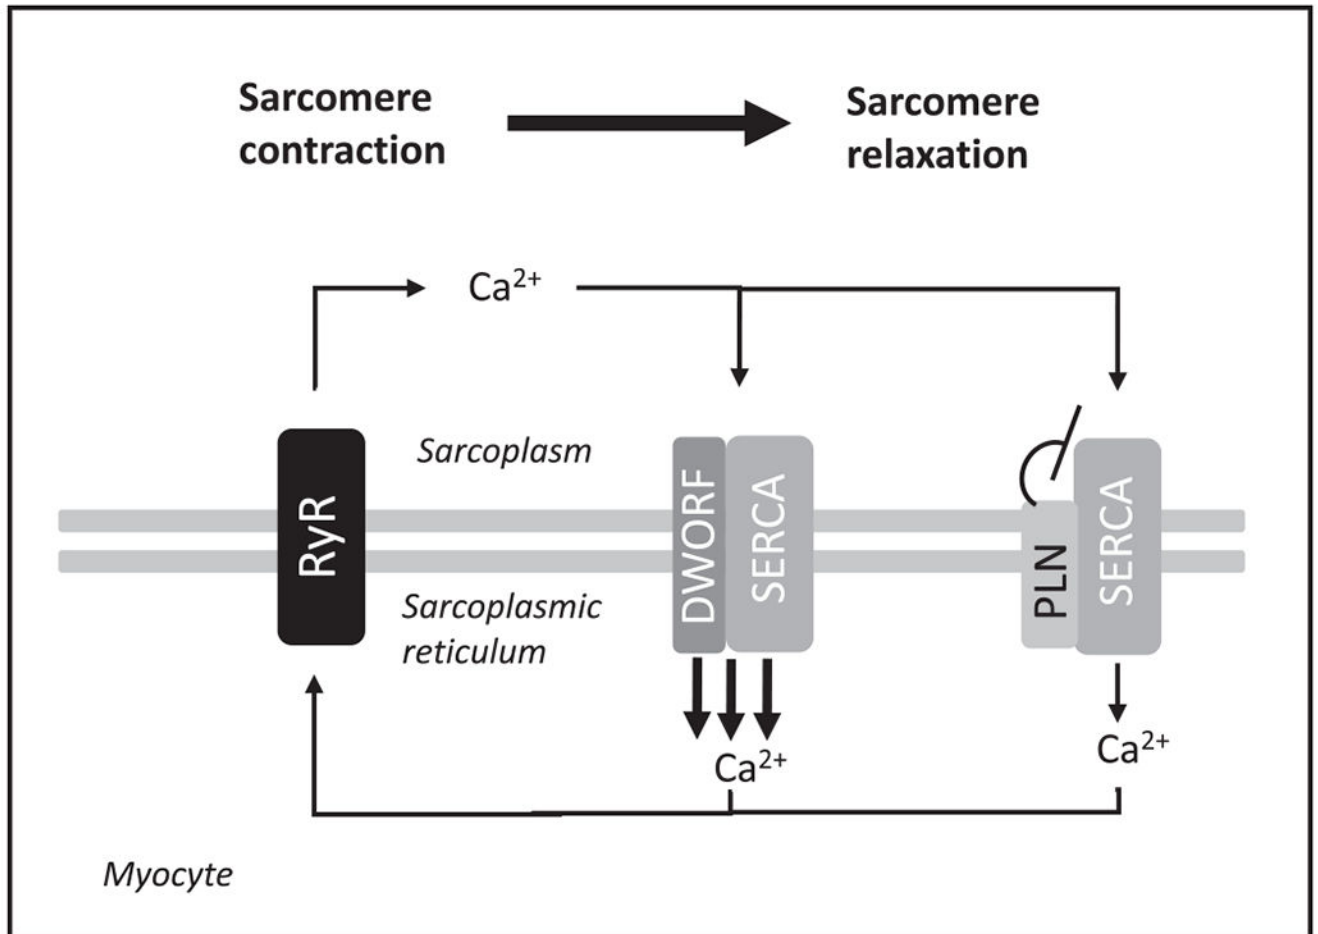 Sarcomere
contraction
Sarcomere
relaxation
Ca²⁺
Sarcoplasm
RyR
DWORF
SERCA
PLN
SERCA
Sarcoplasmic
reticulum
Ca²⁺
Ca²⁺
Myocyte